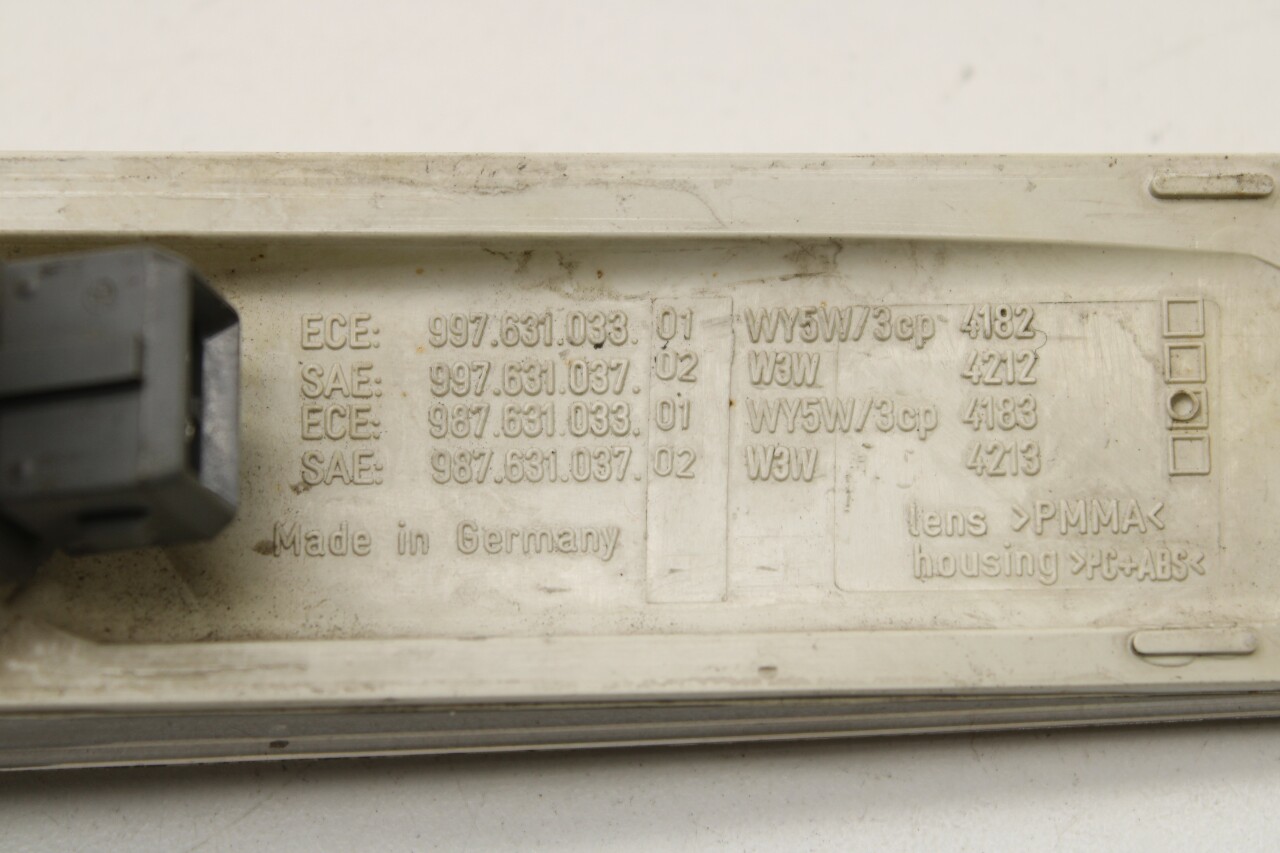 ECE: 997.631.033. 01 WY5W/3cp 4182
SAE: 997.631.037. 02 W3W 4212
ECE: 987.631.033. 01 WY5W/3cp 4183
SAE: 987.631.037. 02 W3W 4213
Made in Germany
lens >PMMA<
housing >PC+ABS<